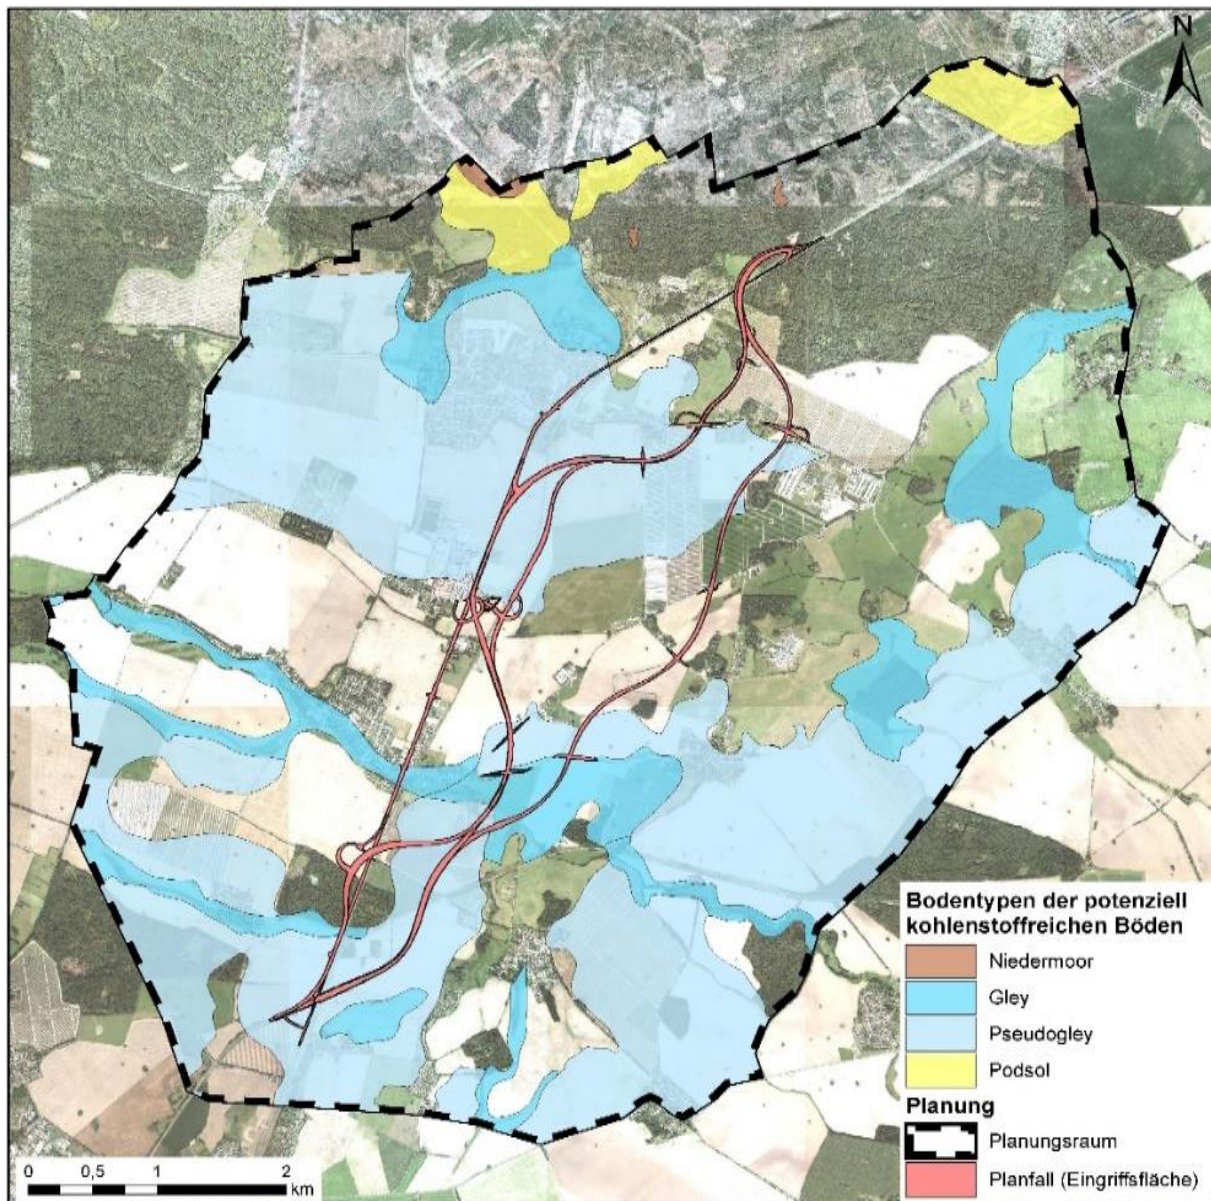 N
Bodentypen der potenziell
kohlenstoffreichen Böden
Niedermoor
Gley
Pseudogley
Podsol
Planung
Planungsraum
Planfall (Eingriffsfläche)
0 0,5 1 2
km